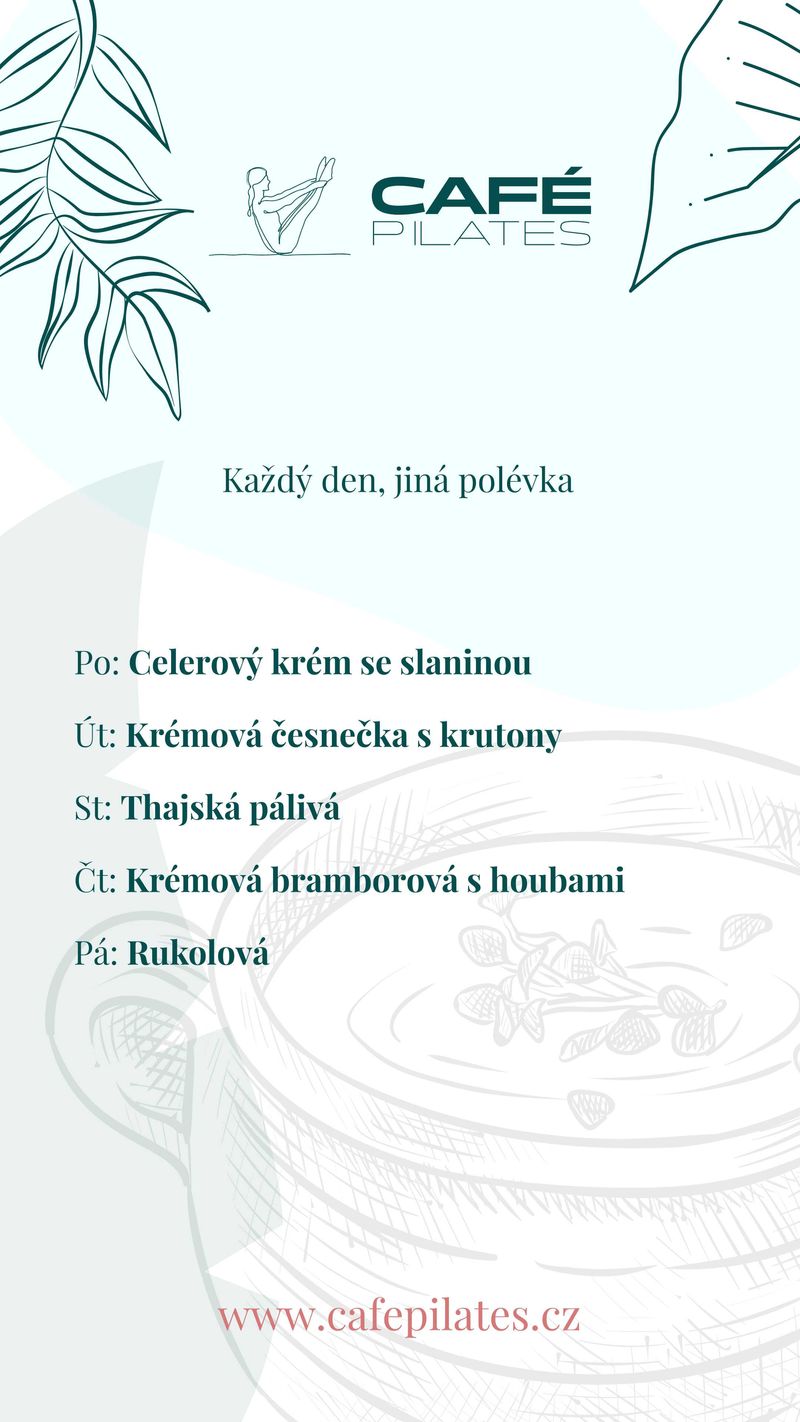 CAFÉ
PILATES
Každý den, jiná polévka
Po: Celerový krém se slaninou
Út: Krémová česnečka s krutony
St: Thajská pálivá
Čt: Krémová bramborová s houbami
Pá: Rukolová
www.cafepilates.cz